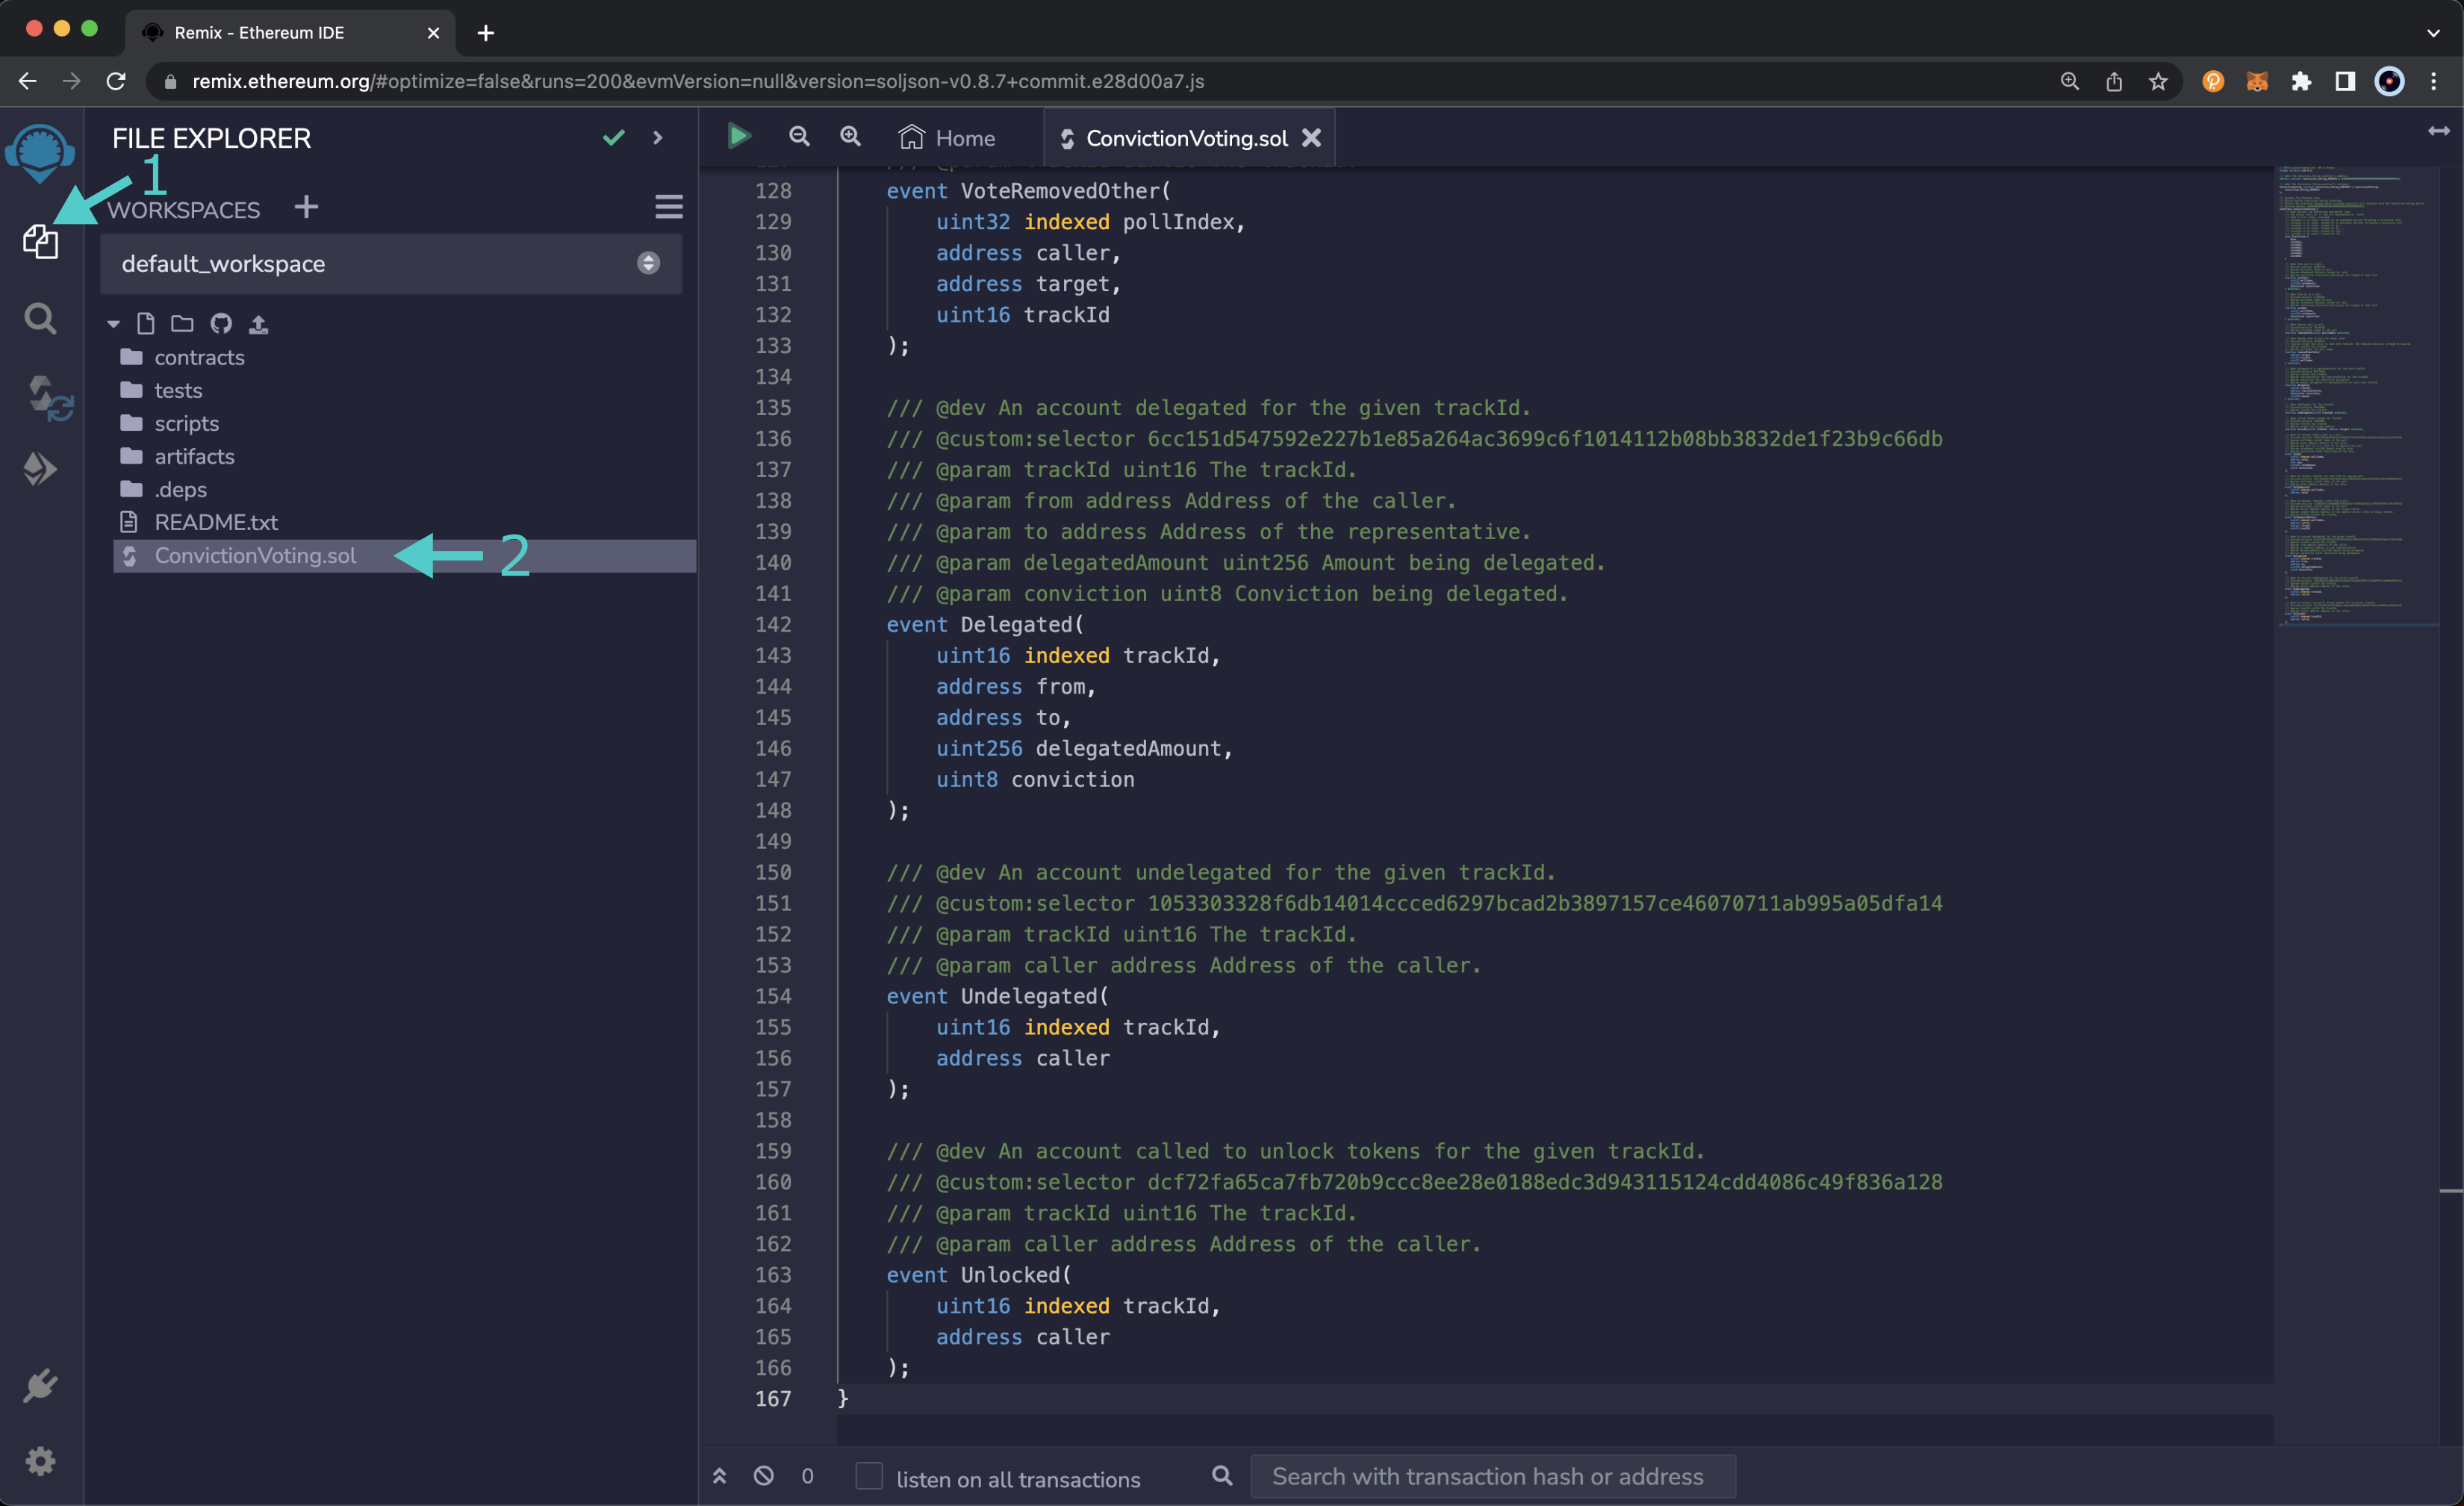 Remix - Ethereum IDE
remix.ethereum.org/#optimize=false&runs=200&evmVersion=null&version=soljson-v0.8.7+commit.e28d00a7.js
FILE EXPLORER
1
WORKSPACES
default_workspace
contracts
tests
scripts
artifacts
.deps
README.txt
ConvictionVoting.sol
2
Home
ConvictionVoting.sol
128 event VoteRemovedOther(
129 uint32 indexed pollIndex,
130 address caller,
131 address target,
132 uint16 trackId
133 );
134
135 /// @dev An account delegated for the given trackId.
136 /// @custom:selector 6cc151d547592e227b1e85a264ac3699c6f1014112b08bb3832de1f23b9c66db
137 /// @param trackId uint16 The trackId.
138 /// @param from address Address of the caller.
139 /// @param to address Address of the representative.
140 /// @param delegatedAmount uint256 Amount being delegated.
141 /// @param conviction uint8 Conviction being delegated.
142 event Delegated(
143 uint16 indexed trackId,
144 address from,
145 address to,
146 uint256 delegatedAmount,
147 uint8 conviction
148 );
149
150 /// @dev An account undelegated for the given trackId.
151 /// @custom:selector 1053303328f6db14014ccced6297bcad2b3897157ce46070711ab995a05dfa14
152 /// @param trackId uint16 The trackId.
153 /// @param caller address Address of the caller.
154 event Undelegated(
155 uint16 indexed trackId,
156 address caller
157 );
158
159 /// @dev An account called to unlock tokens for the given trackId.
160 /// @custom:selector dcf72fa65ca7fb720b9ccc8ee28e0188edc3d943115124cdd4086c49f836a128
161 /// @param trackId uint16 The trackId.
162 /// @param caller address Address of the caller.
163 event Unlocked(
164 uint16 indexed trackId,
165 address caller
166 );
167 }
0
listen on all transactions
Search with transaction hash or address